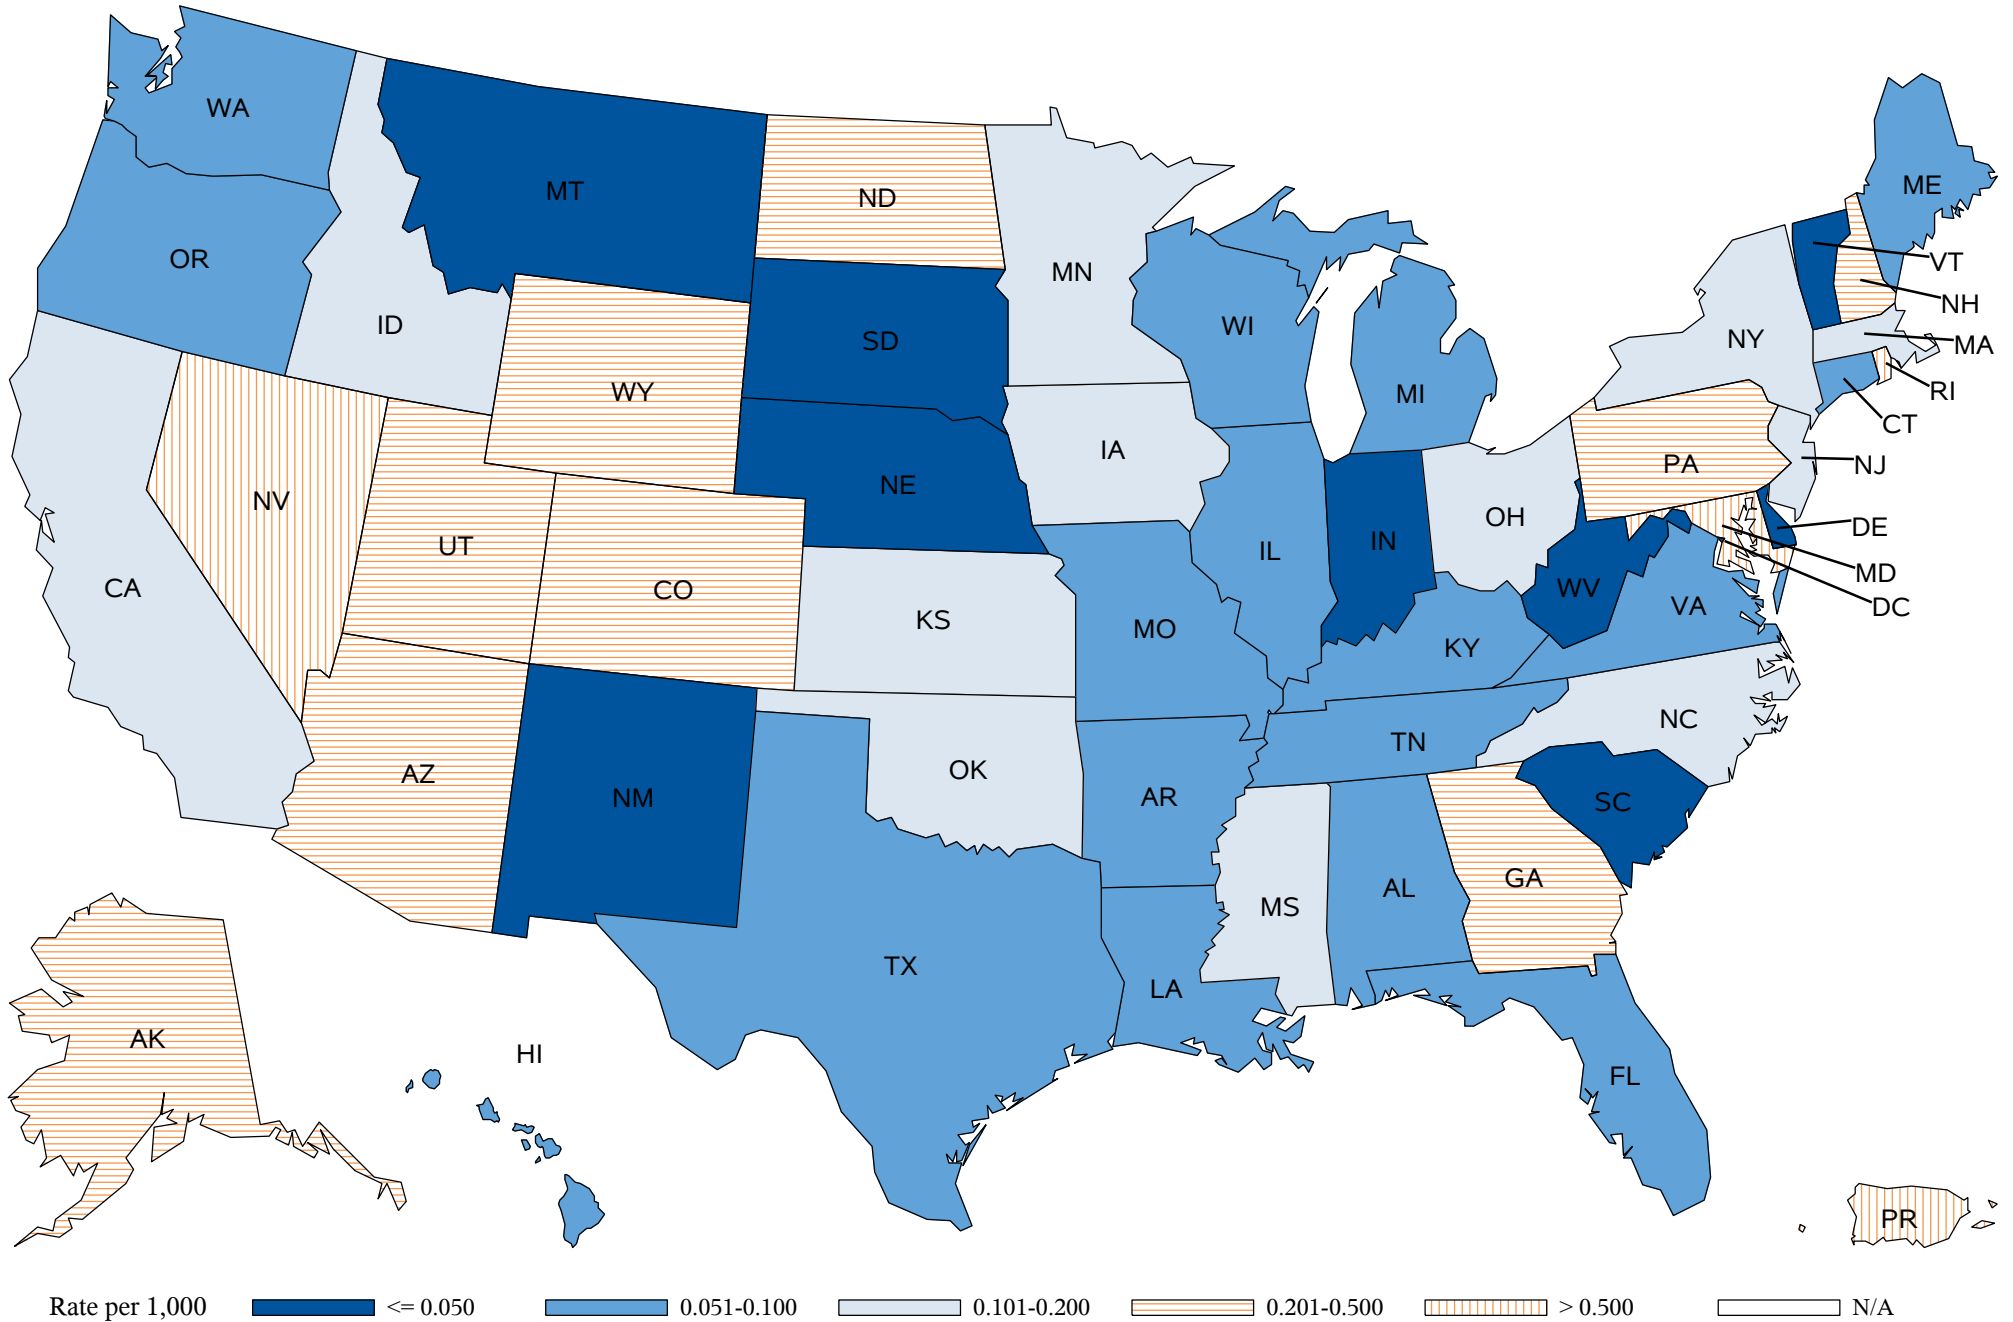 WA
ME
MT
ND
OR
VT
MN
NH
ID
WI
NY
SD
MA
WY
MI
RI
CT
IA
PA
NJ
NE
NV
OH
DE
UT
IN
IL
MD
CO
CA
WV
VA
DC
KS
MO
KY
NC
TN
OK
AZ
AR
NM
SC
GA
AL
MS
TX
LA
AK
HI
FL
PR
Rate per 1,000 <= 0.050 0.051-0.100 0.101-0.200 0.201-0.500 > 0.500 N/A